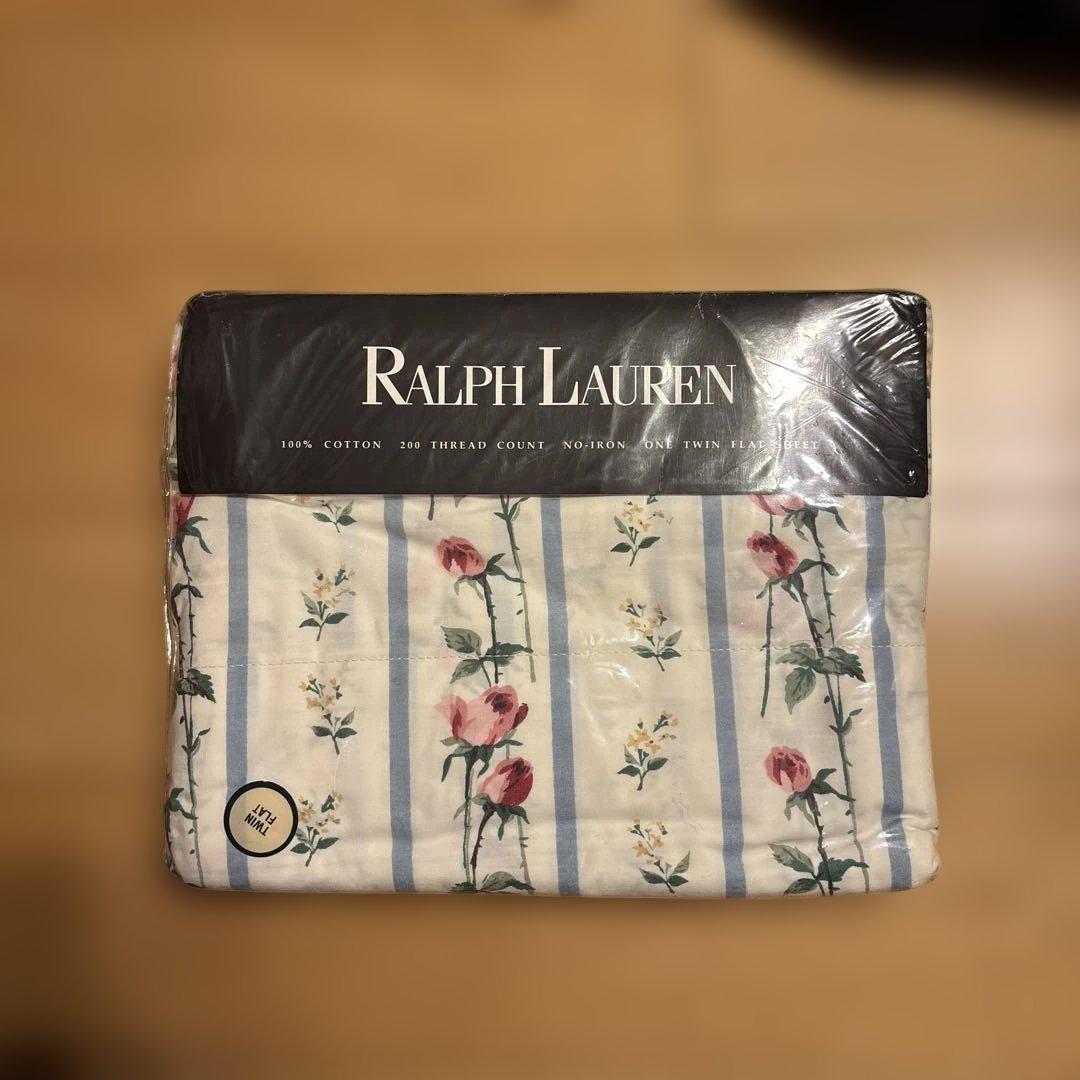 RALPH LAUREN
100% COTTON 200 THREAD COUNT NO-IRON ONE TWIN FLAT SHEET
TWIN
FLAT